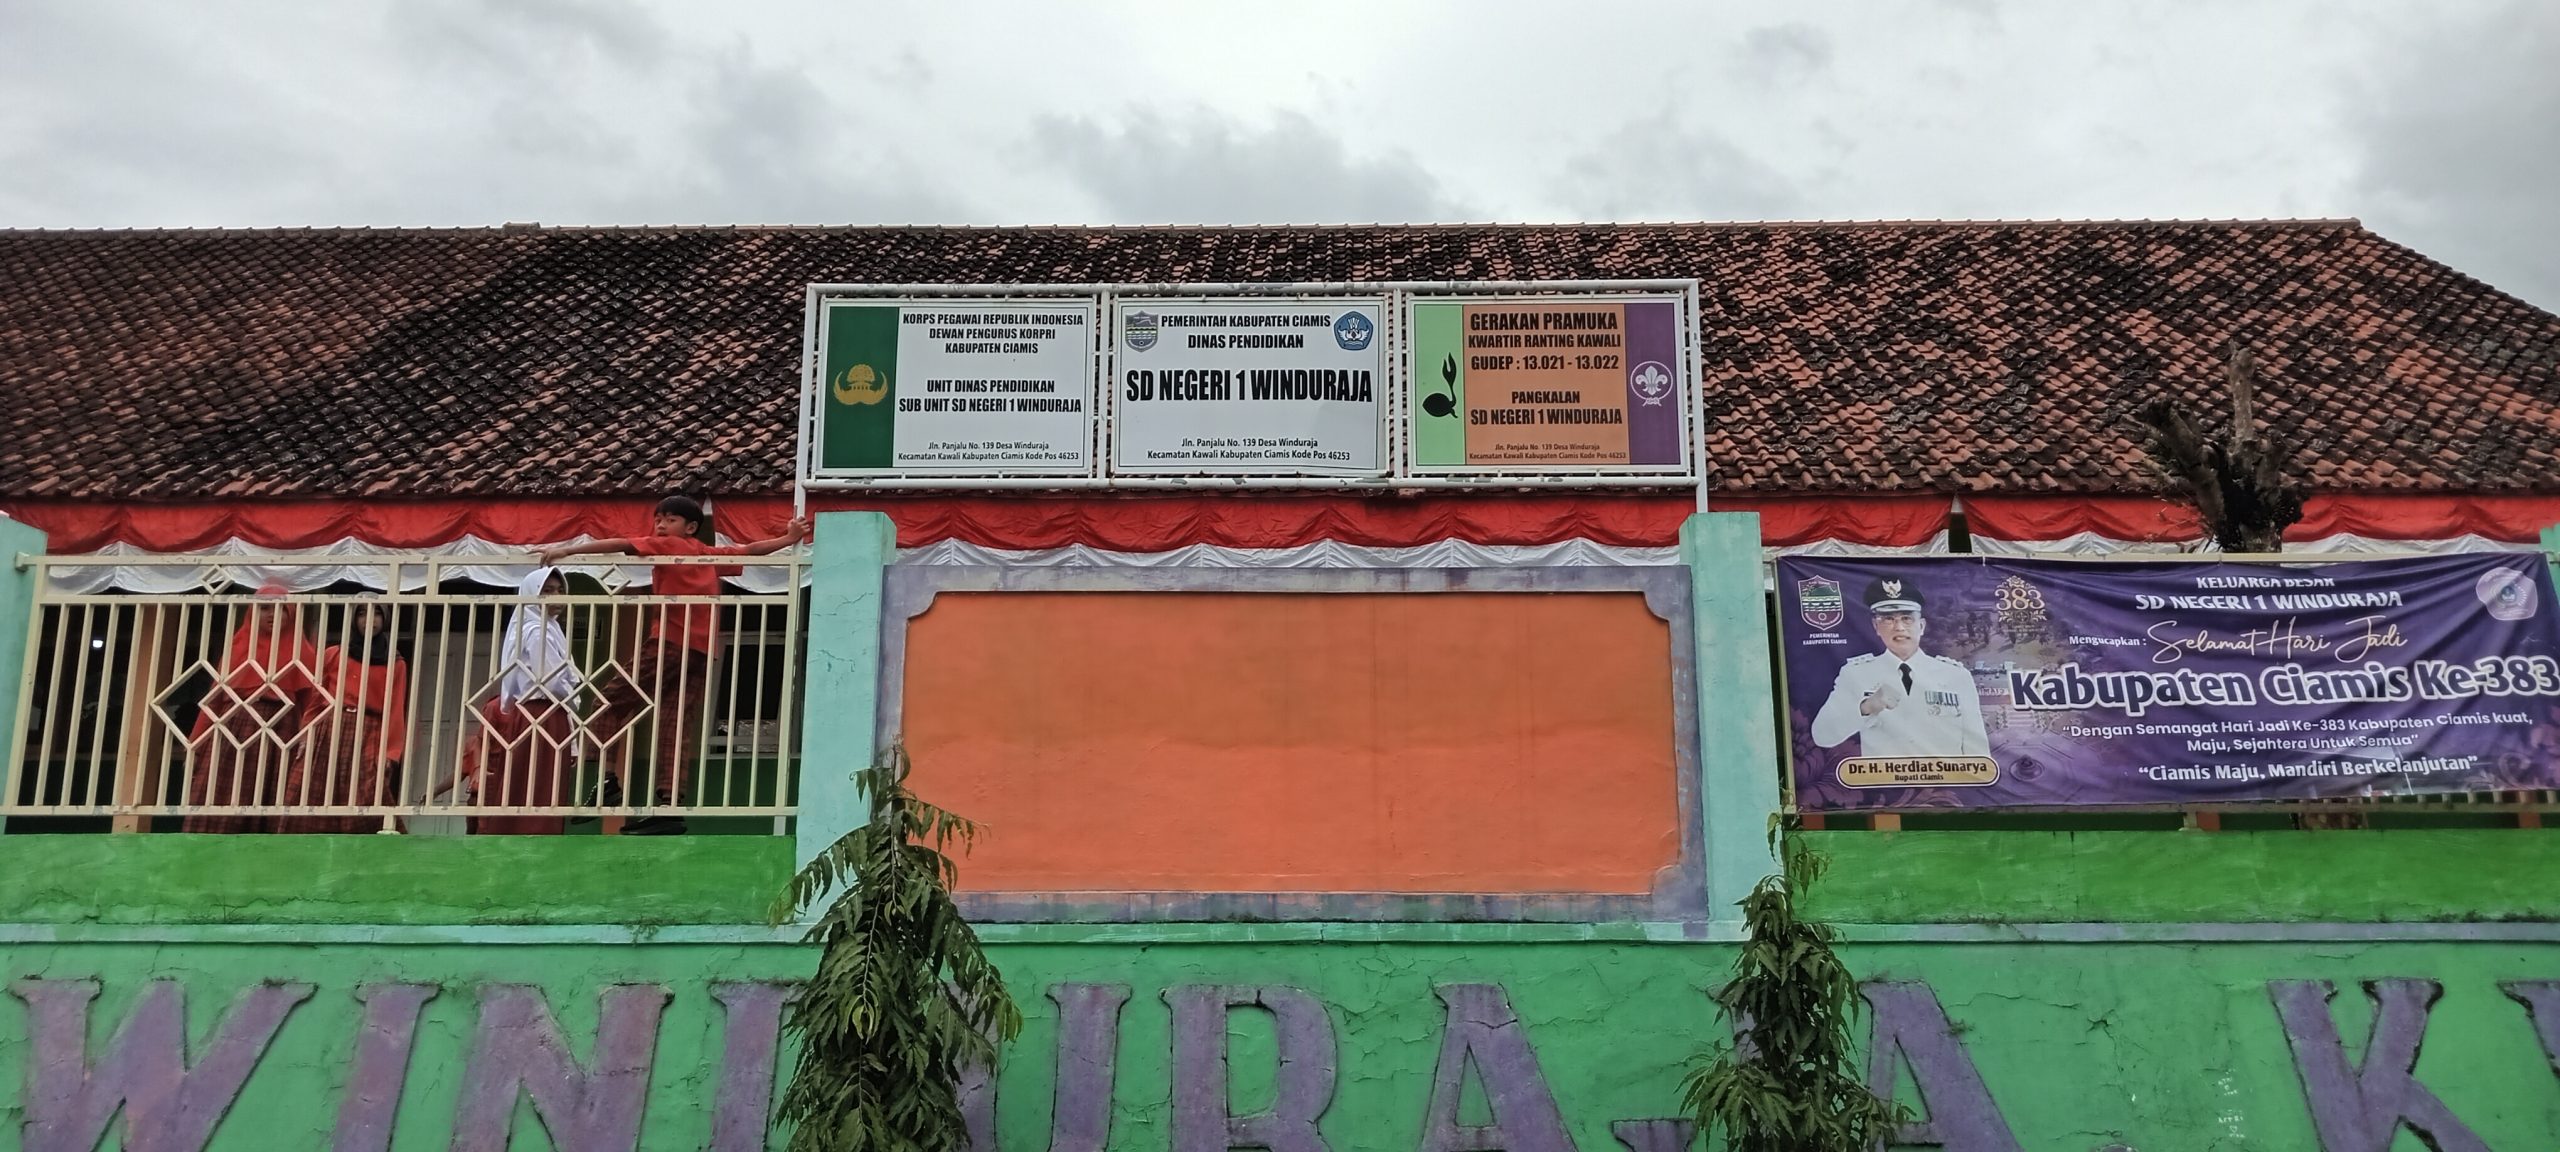 KORPS PEGAWAI REPUBLIK INDONESIA
DEWAN PENGURUS KORPRI
KABUPATEN CIAMIS
UNIT DINAS PENDIDIKAN
SUB UNIT SD NEGERI 1 WINDURAJA
Jln. Panjalu No. 139 Desa Winduraja
Kecamatan Kawali Kabupaten Ciamis Kode Pos 46253
PEMERINTAH KABUPATEN CIAMIS
DINAS PENDIDIKAN
SD NEGERI 1 WINDURAJA
Jln. Panjalu No. 139 Desa Winduraja
Kecamatan Kawali Kabupaten Ciamis Kode Pos 46253
GERAKAN PRAMUKA
KWARTIR RANTING KAWALI
GUDEP : 13.021 - 13.022
PANGKALAN
SD NEGERI 1 WINDURAJA
Jln. Panjalu No. 139 Desa Winduraja
Kecamatan Kawali Kabupaten Ciamis Kode Pos 46253
PEMERINTAH
KABUPATEN CIAMIS
383
KELUARGA BESAR
SD NEGERI 1 WINDURAJA
Mengucapkan : Selamat Hari Jadi
Kabupaten Ciamis Ke-383
“Dengan Semangat Hari Jadi Ke-383 Kabupaten Ciamis kuat,
Maju, Sejahtera Untuk Semua”
“Ciamis Maju, Mandiri Berkelanjutan”
Dr. H. Herdiat Sunarya
Bupati Ciamis
WINDURAJA. K